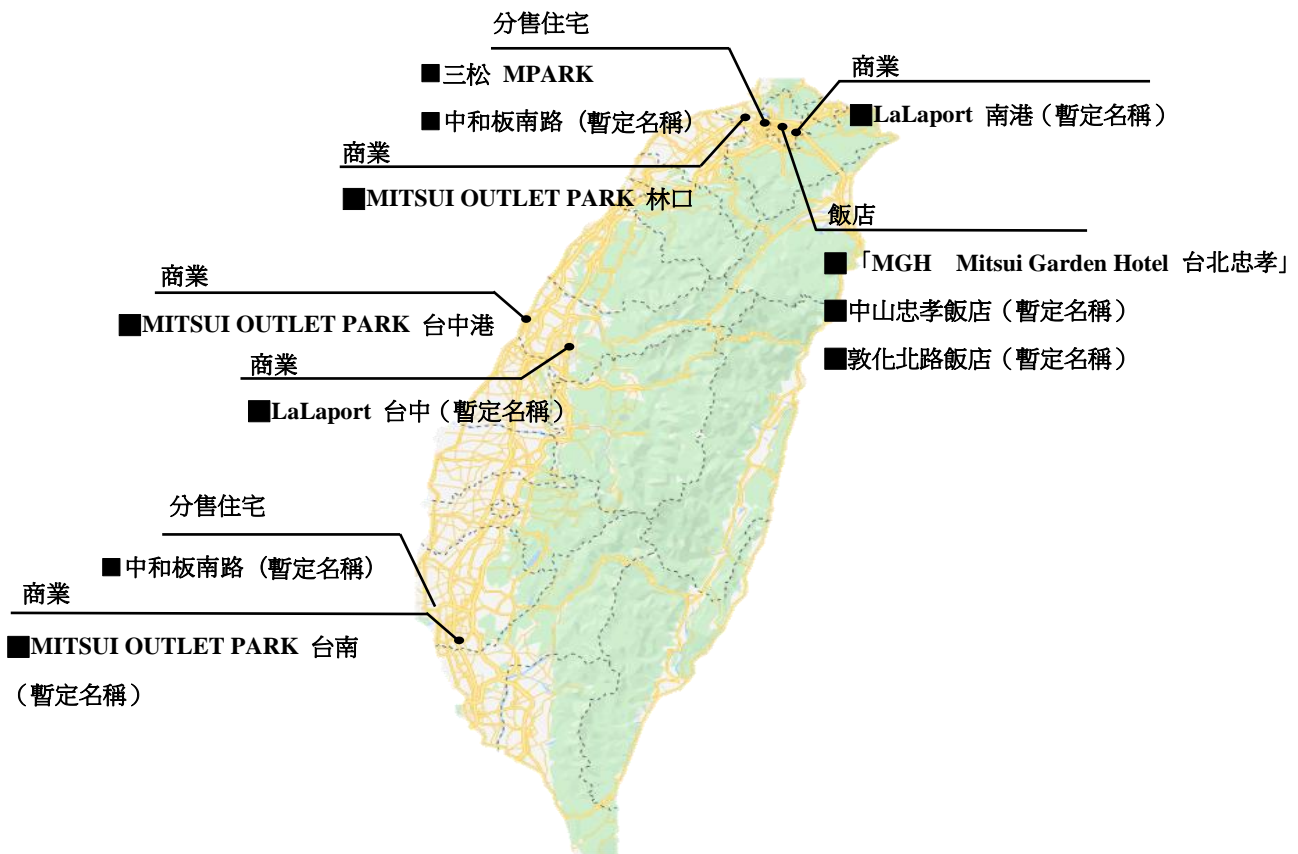 分售住宅
■三松 MPARK
■中和板南路（暫定名稱）
商業
■LaLaport 南港（暫定名稱）
商業
■MITSUI OUTLET PARK 林口
飯店
■「MGH　Mitsui Garden Hotel 台北忠孝」
■中山忠孝飯店（暫定名稱）
■敦化北路飯店（暫定名稱）
商業
■MITSUI OUTLET PARK 台中港
商業
■LaLaport 台中（暫定名稱）
分售住宅
■中和板南路（暫定名稱）
商業
■MITSUI OUTLET PARK 台南
（暫定名稱）